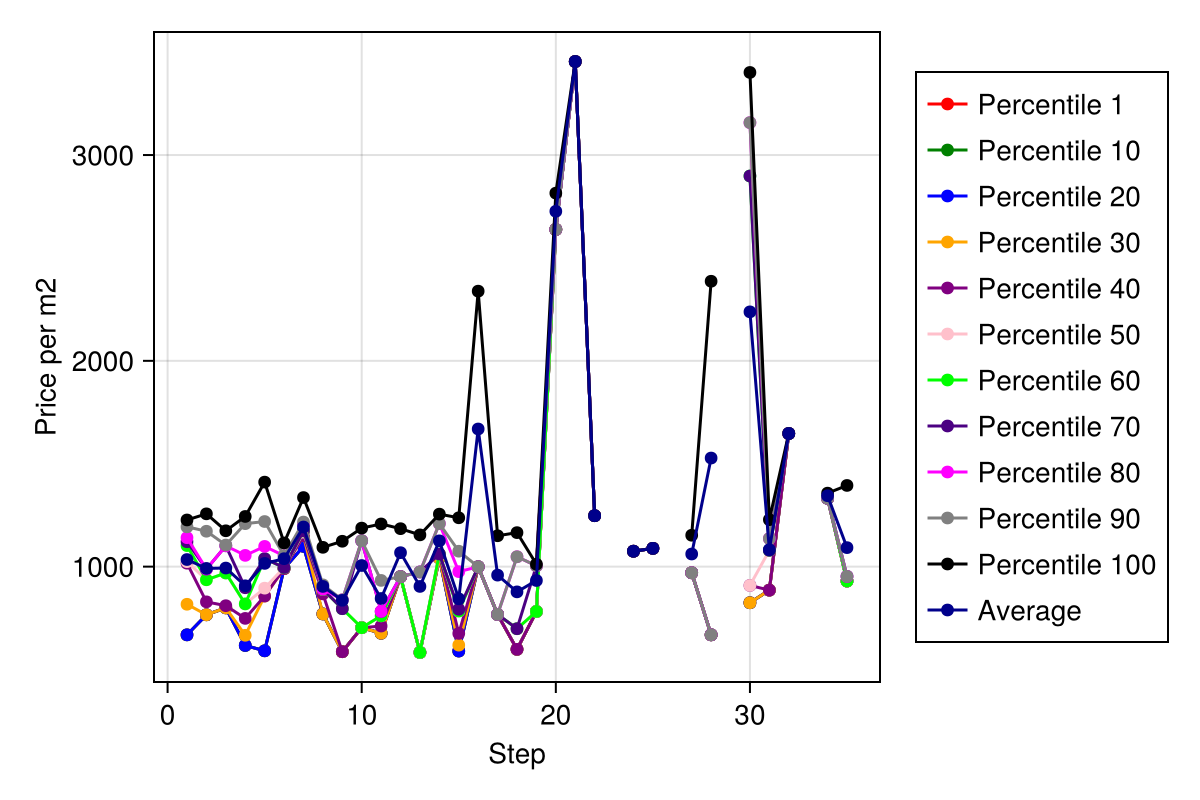 Price per m2
3000
2000
1000
0
10
20
30
Step
Percentile 1
Percentile 10
Percentile 20
Percentile 30
Percentile 40
Percentile 50
Percentile 60
Percentile 70
Percentile 80
Percentile 90
Percentile 100
Average